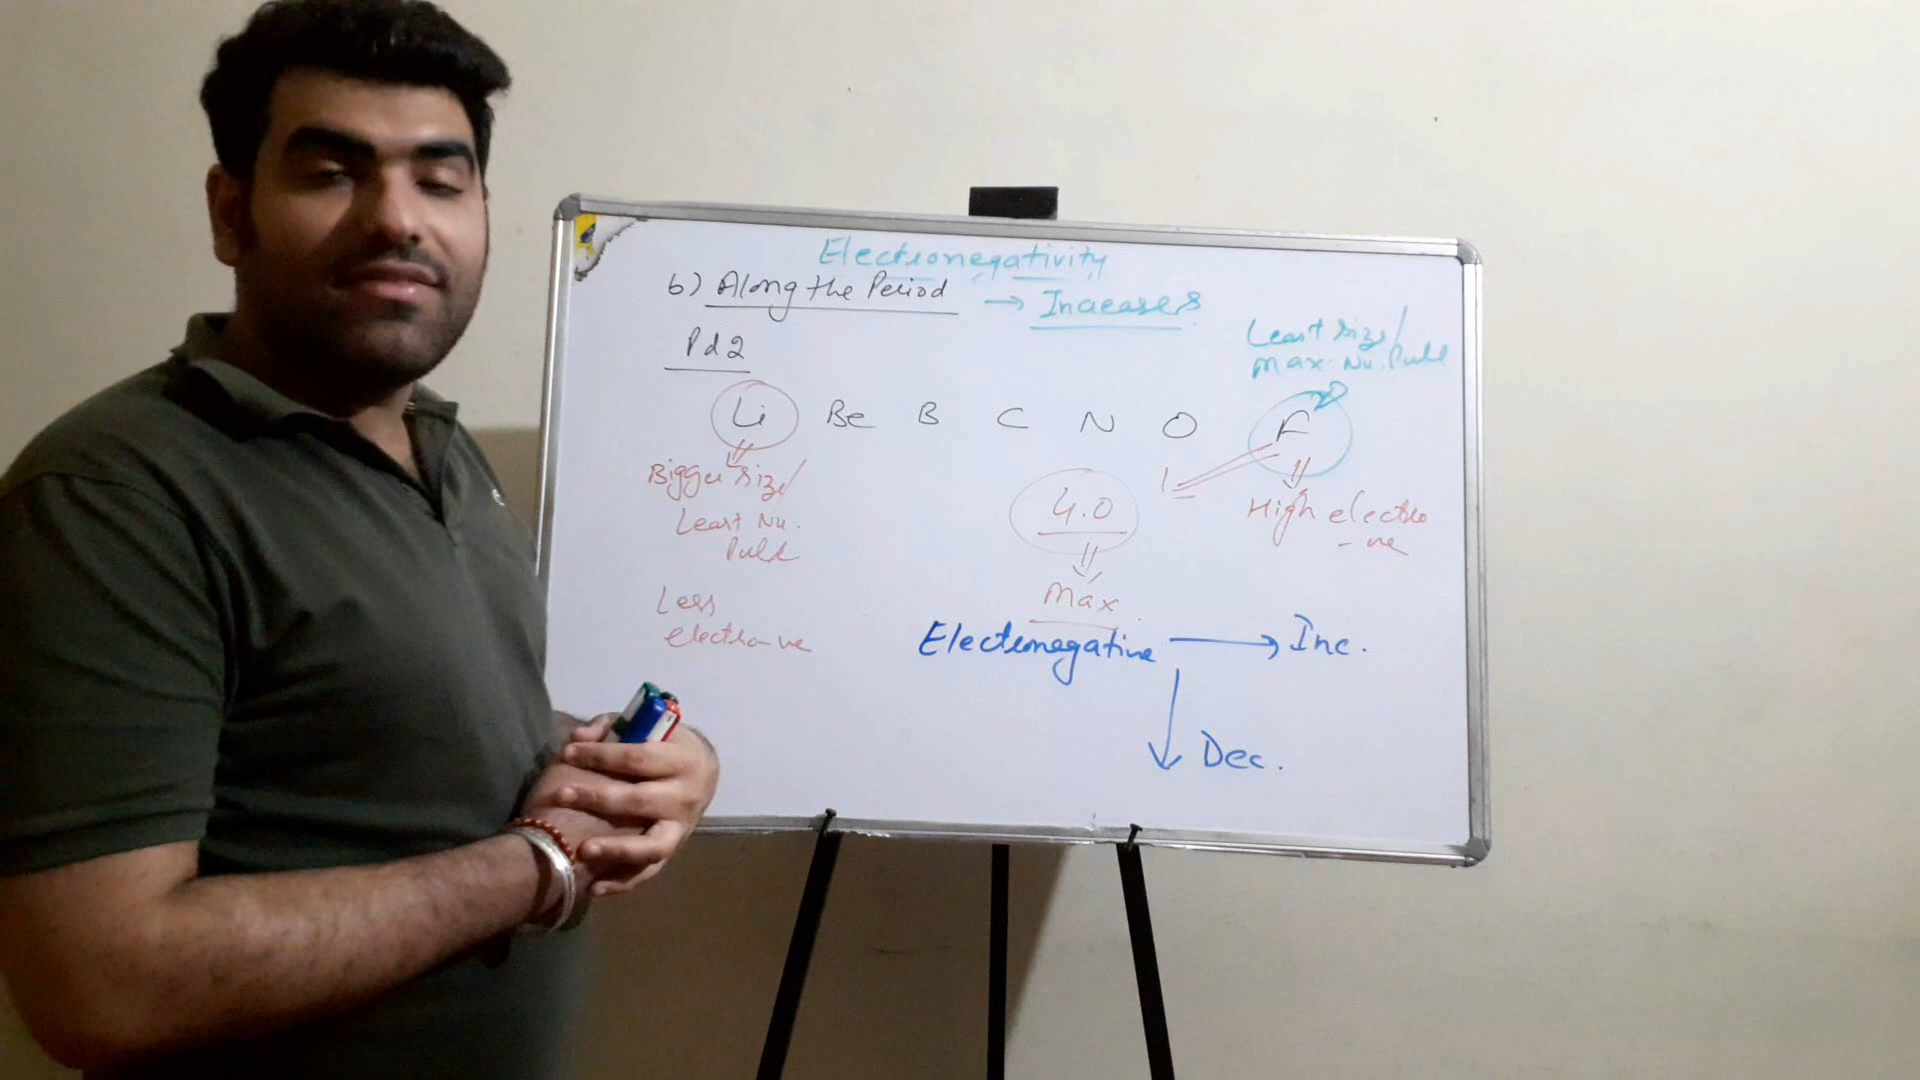 Electronegativity
b) Along the Period → Increases
Pd 2
Least Size/
Max. Nu. Pull
Li Be B C N O F
Bigger Size/
Least Nu.
Pull
Less
electro-ve
4.0
Max
High electro
-ve
Electronegative → Inc.
↓ Dec.